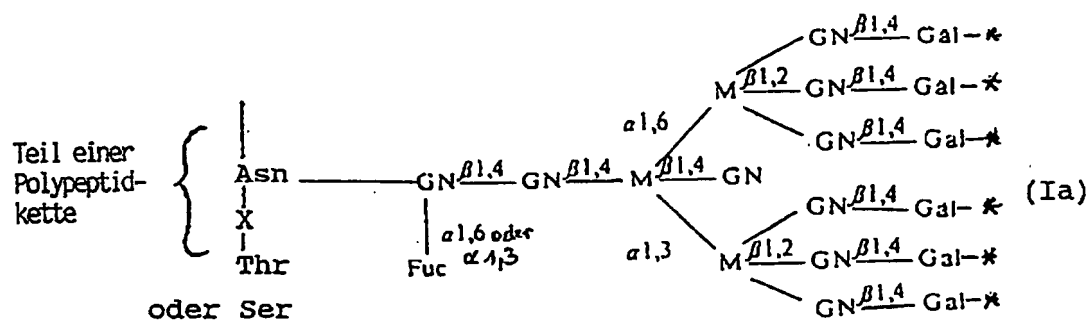 GN β1,4 Gal-*
M β1,2 GN β1,4 Gal-*
α1,6 GN β1,4 Gal-*
Teil einer
Polypeptid-
kette
Asn GN β1,4 GN β1,4 M β1,4 GN (Ia)
X
Thr
oder Ser
Fuc α1,6 oder
α1,3
α1,3 GN β1,4 Gal-*
M β1,2 GN β1,4 Gal-*
GN β1,4 Gal-*